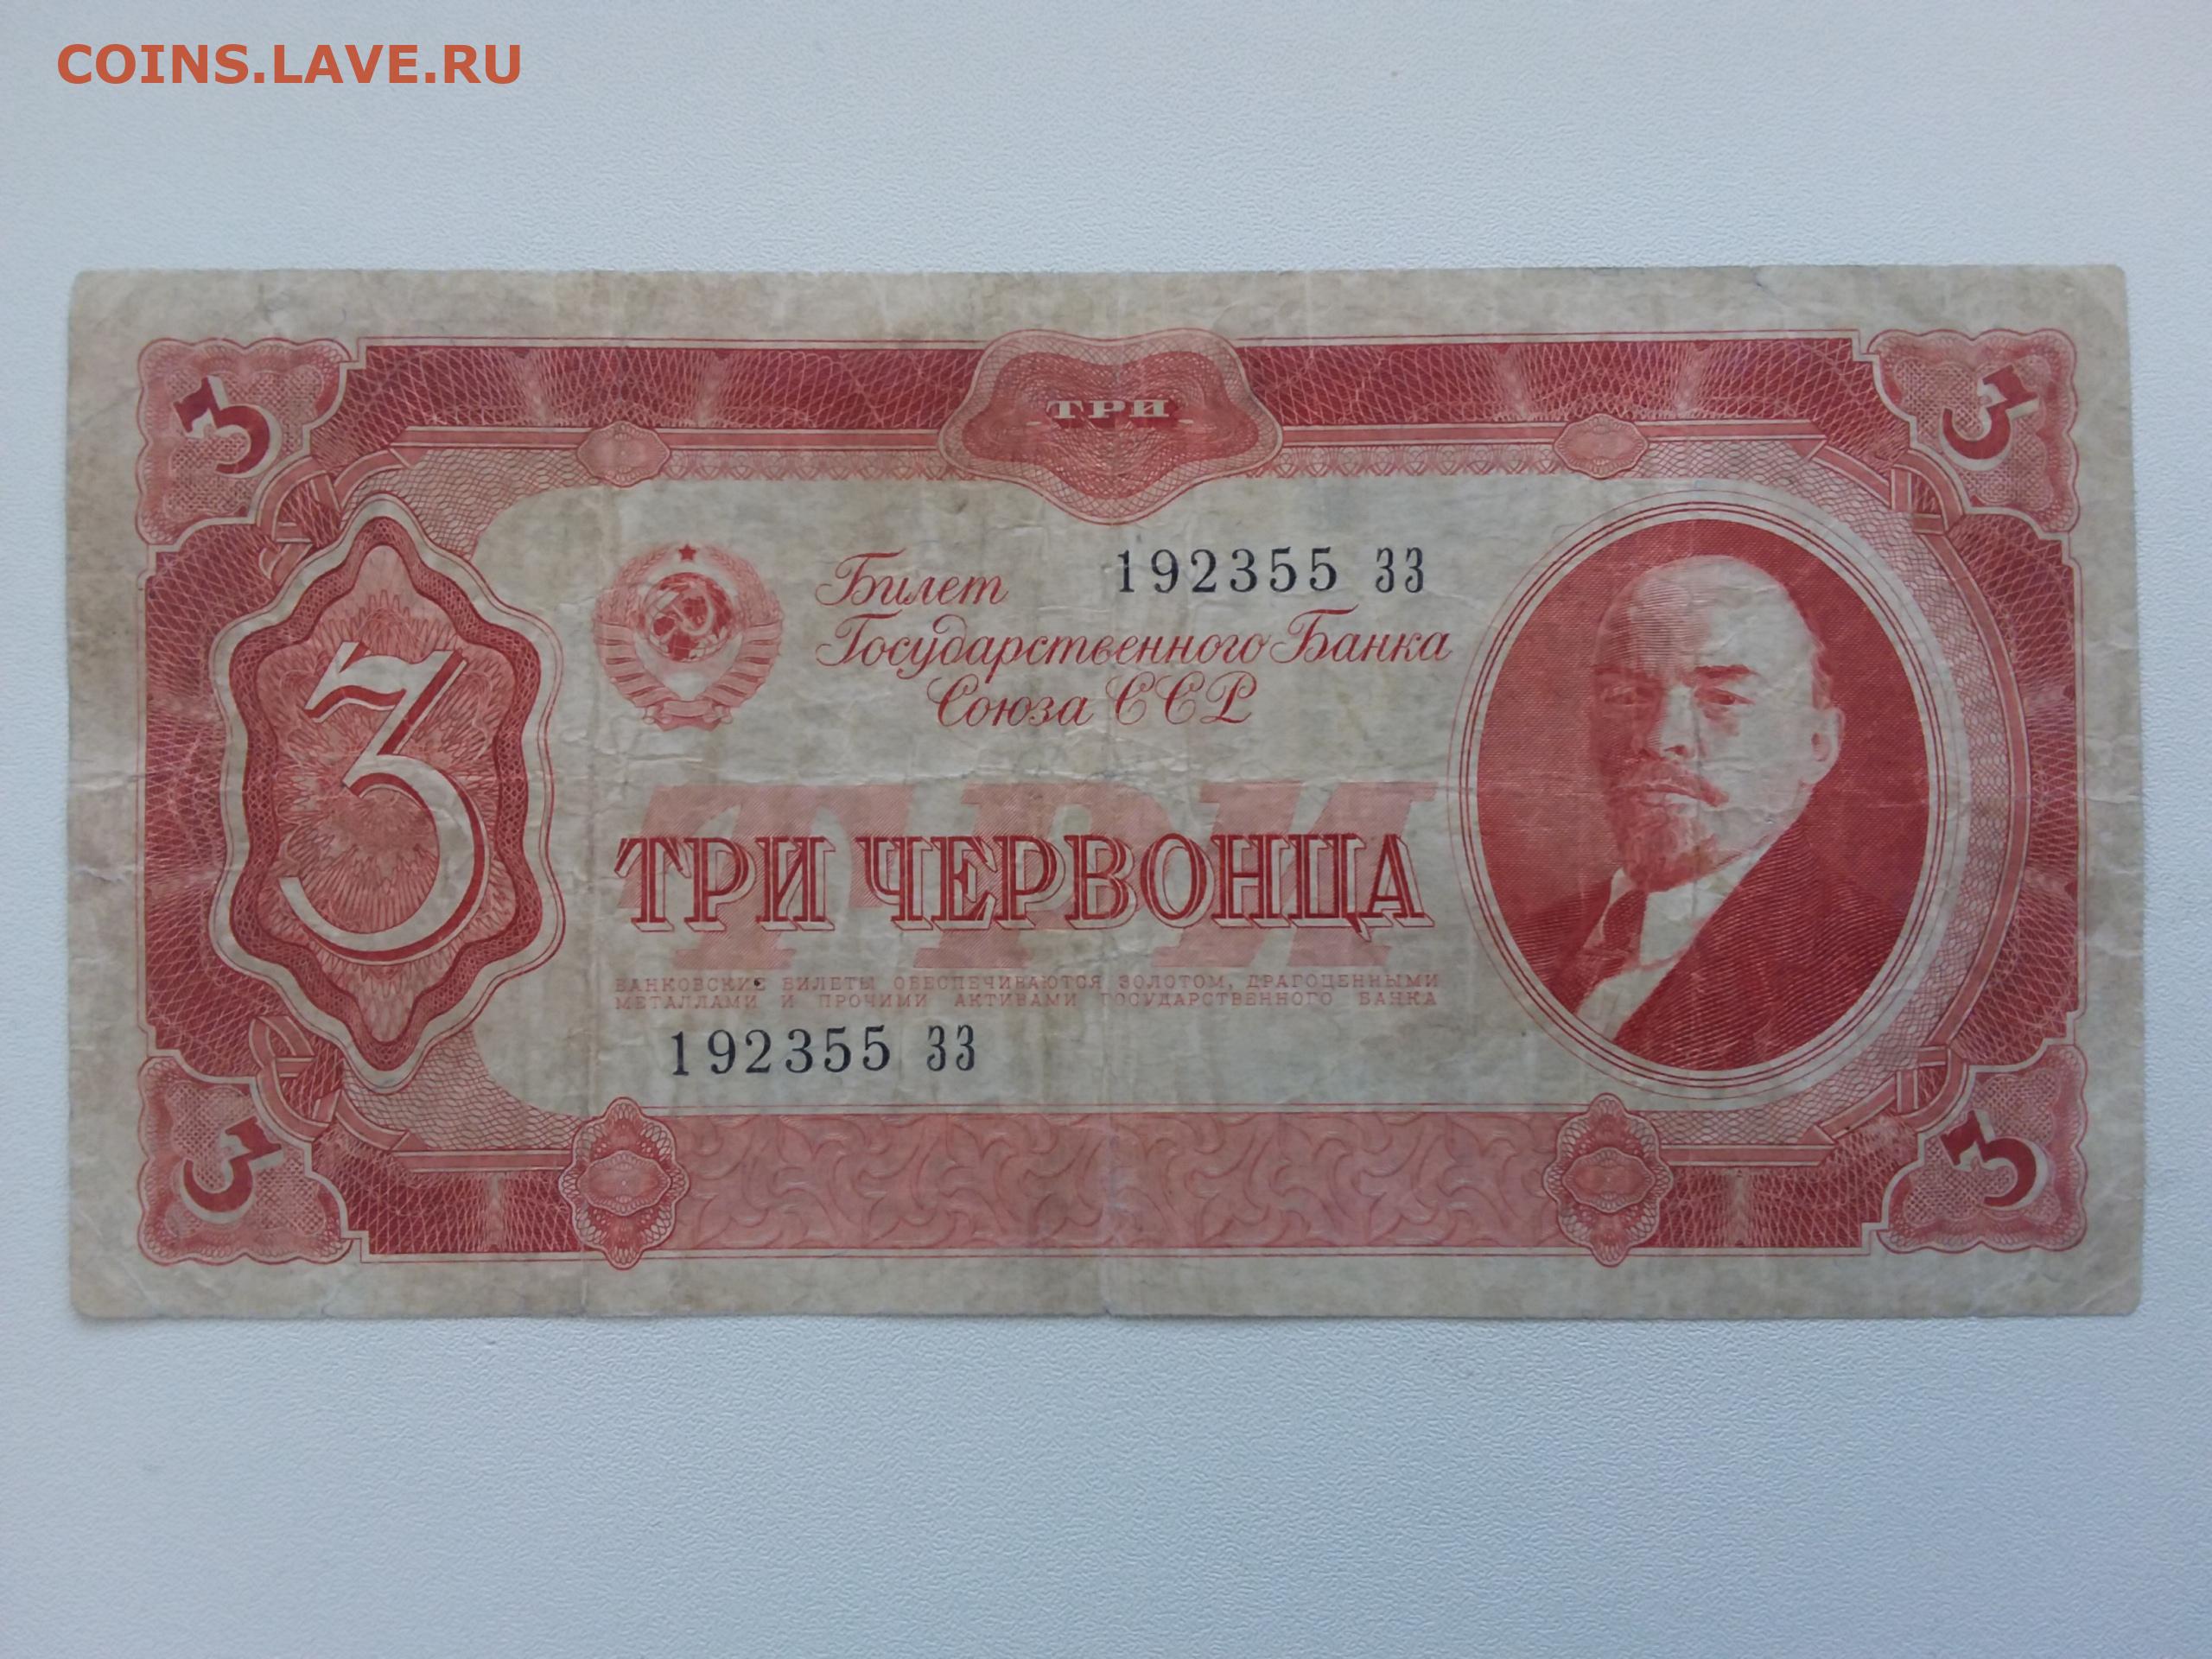 COINS.LAVE.RU
3
ТРИ
3
3
Билет 192355 ЗЗ
Государственного Банка
Союза ССР
ТРИ
ТРИ ЧЕРВОНЦА
БАНКОВСКИЕ БИЛЕТЫ ОБЕСПЕЧИВАЮТСЯ ЗОЛОТОМ, ДРАГОЦЕННЫМИ
МЕТАЛЛАМИ И ПРОЧИМИ АКТИВАМИ ГОСУДАРСТВЕННОГО БАНКА
192355 ЗЗ
3
3